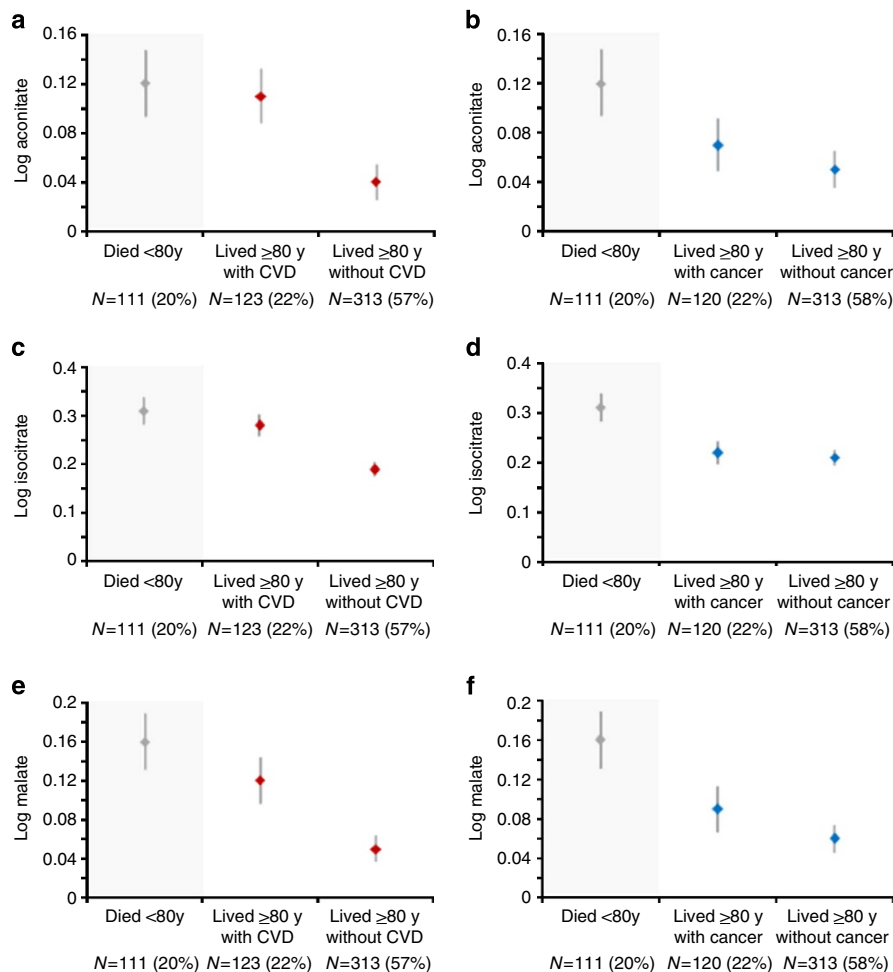 a
Log aconitate
0.16
0.12
0.08
0.04
0
Died <80y
Lived ≥80 y
with CVD
Lived ≥80 y
without CVD
N=111 (20%)
N=123 (22%)
N=313 (57%)
b
Log aconitate
0.16
0.12
0.08
0.04
0
Died <80y
Lived ≥80 y
with cancer
Lived ≥80 y
without cancer
N=111 (20%)
N=120 (22%)
N=313 (58%)
c
Log isocitrate
0.4
0.3
0.2
0.1
0
Died <80y
Lived ≥80 y
with CVD
Lived ≥80 y
without CVD
N=111 (20%)
N=123 (22%)
N=313 (57%)
d
Log isocitrate
0.4
0.3
0.2
0.1
0
Died <80y
Lived ≥80 y
with cancer
Lived ≥80 y
without cancer
N=111 (20%)
N=120 (22%)
N=313 (58%)
e
Log malate
0.2
0.16
0.12
0.08
0.04
0
Died <80y
Lived ≥80 y
with CVD
Lived ≥80 y
without CVD
N=111 (20%)
N=123 (22%)
N=313 (57%)
f
Log malate
0.2
0.16
0.12
0.08
0.04
0
Died <80y
Lived ≥80 y
with cancer
Lived ≥80 y
without cancer
N=111 (20%)
N=120 (22%)
N=313 (58%)